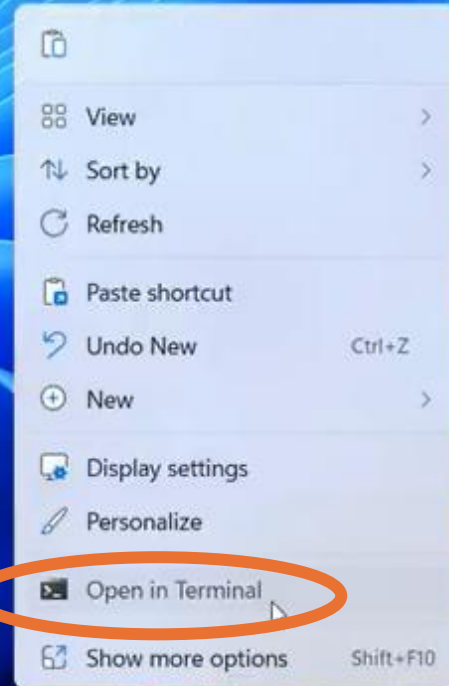 View
Sort by
Refresh
Paste shortcut
Undo New Ctrl+Z
New
Display settings
Personalize
Open in Terminal
Show more options Shift+F10